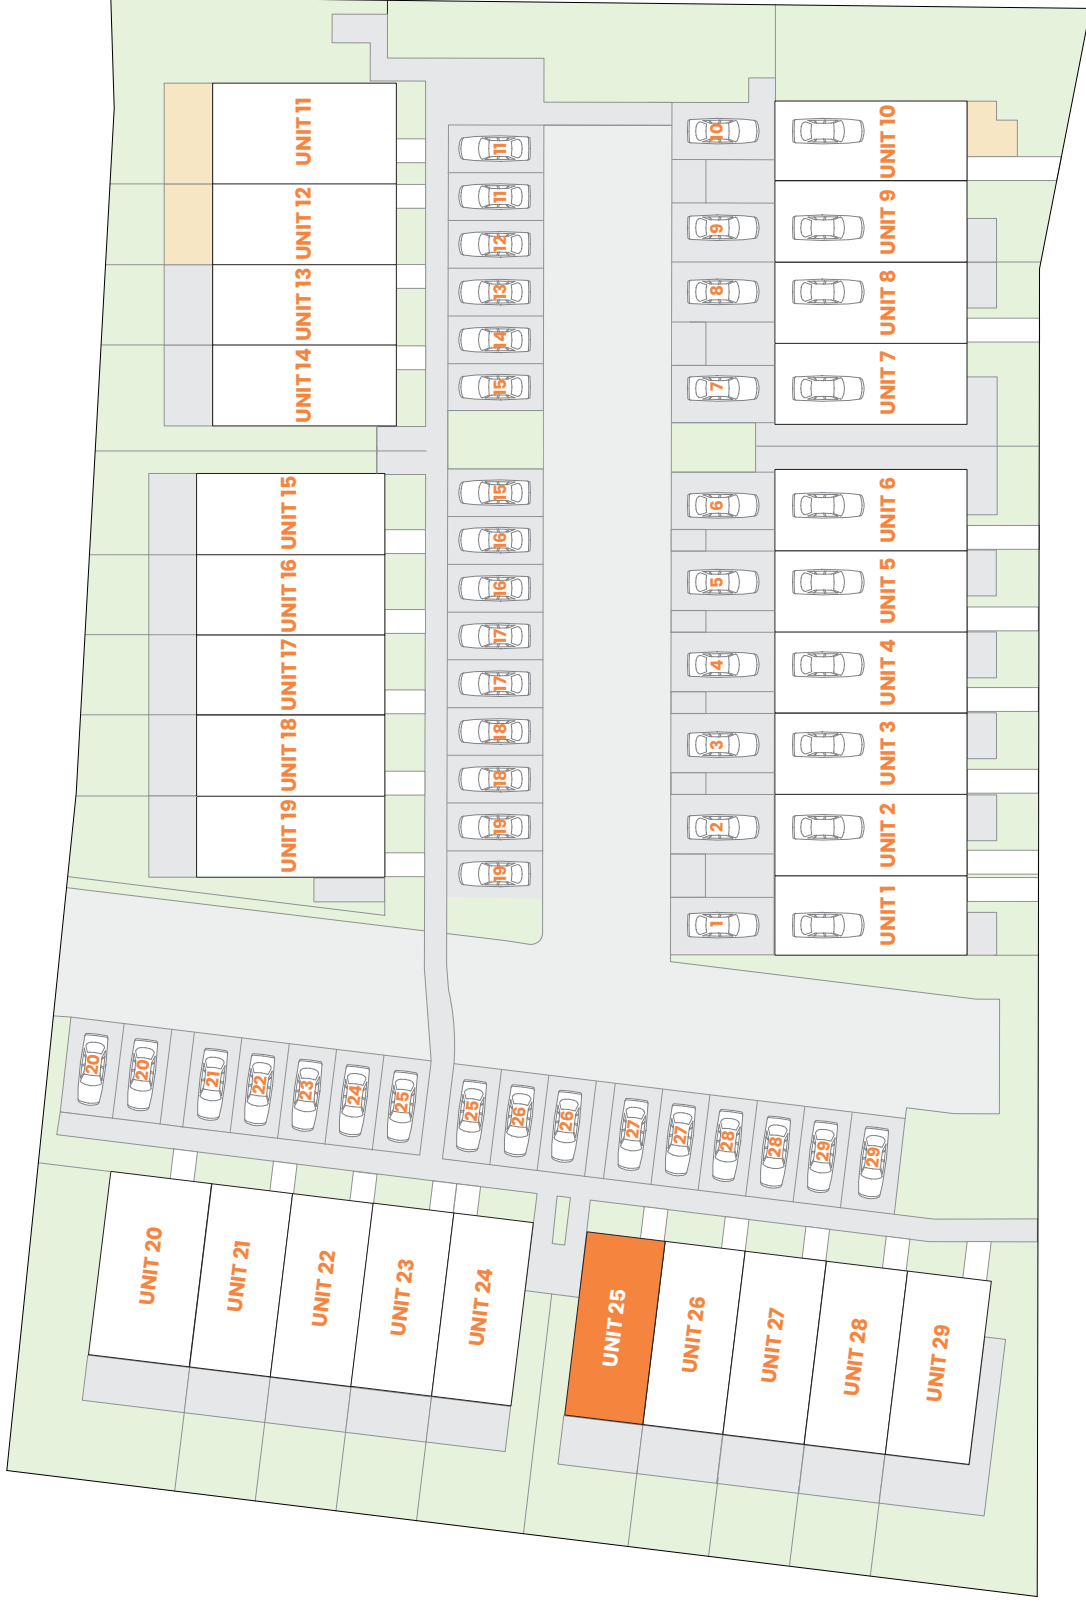 UNIT 11
UNIT 12
UNIT 13
UNIT 14
UNIT 15
UNIT 16
UNIT 17
UNIT 18
UNIT 19
11
11
12
13
14
15
15
16
16
17
17
18
18
19
19
10
9
8
7
6
5
4
3
2
1
UNIT 10
UNIT 9
UNIT 8
UNIT 7
UNIT 6
UNIT 5
UNIT 4
UNIT 3
UNIT 2
UNIT 1
20
20
21
22
23
24
25
25
26
26
27
27
28
28
29
29
UNIT 20
UNIT 21
UNIT 22
UNIT 23
UNIT 24
UNIT 25
UNIT 26
UNIT 27
UNIT 28
UNIT 29